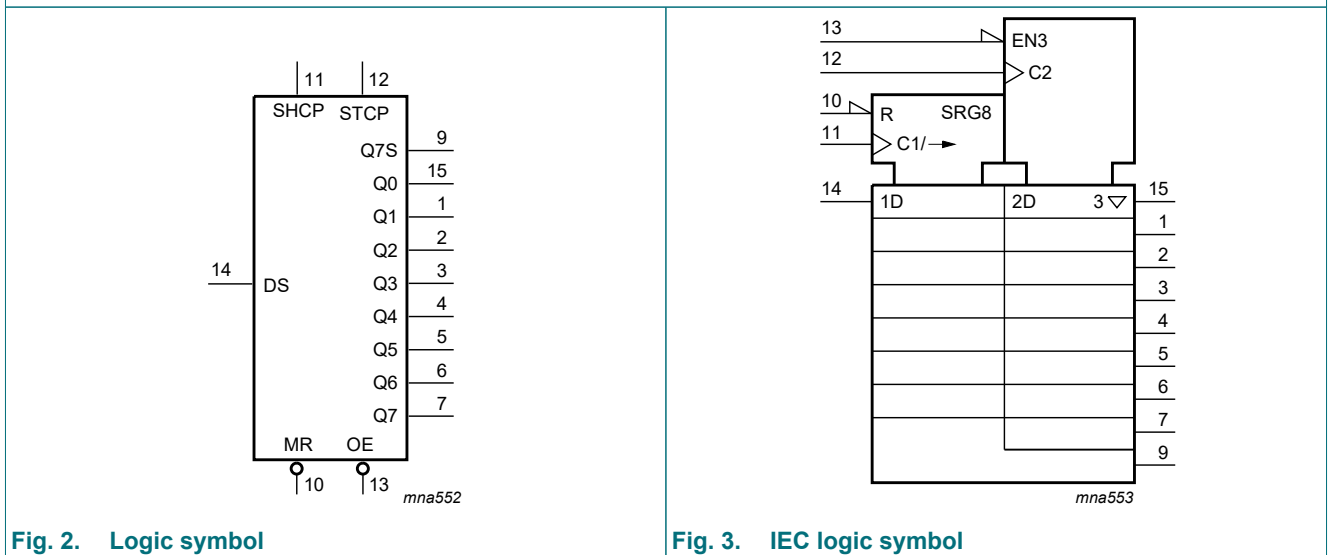 11 12
SHCP STCP
Q7S 9
Q0 15
Q1 1
Q2 2
Q3 3
14 DS
Q4 4
Q5 5
Q6 6
Q7 7
MR OE
10 13
mna552
Fig. 2. Logic symbol
13 EN3
12 C2
10 R SRG8
11 C1/
14 1D 2D 3 15
1
2
3
4
5
6
7
9
mna553
Fig. 3. IEC logic symbol